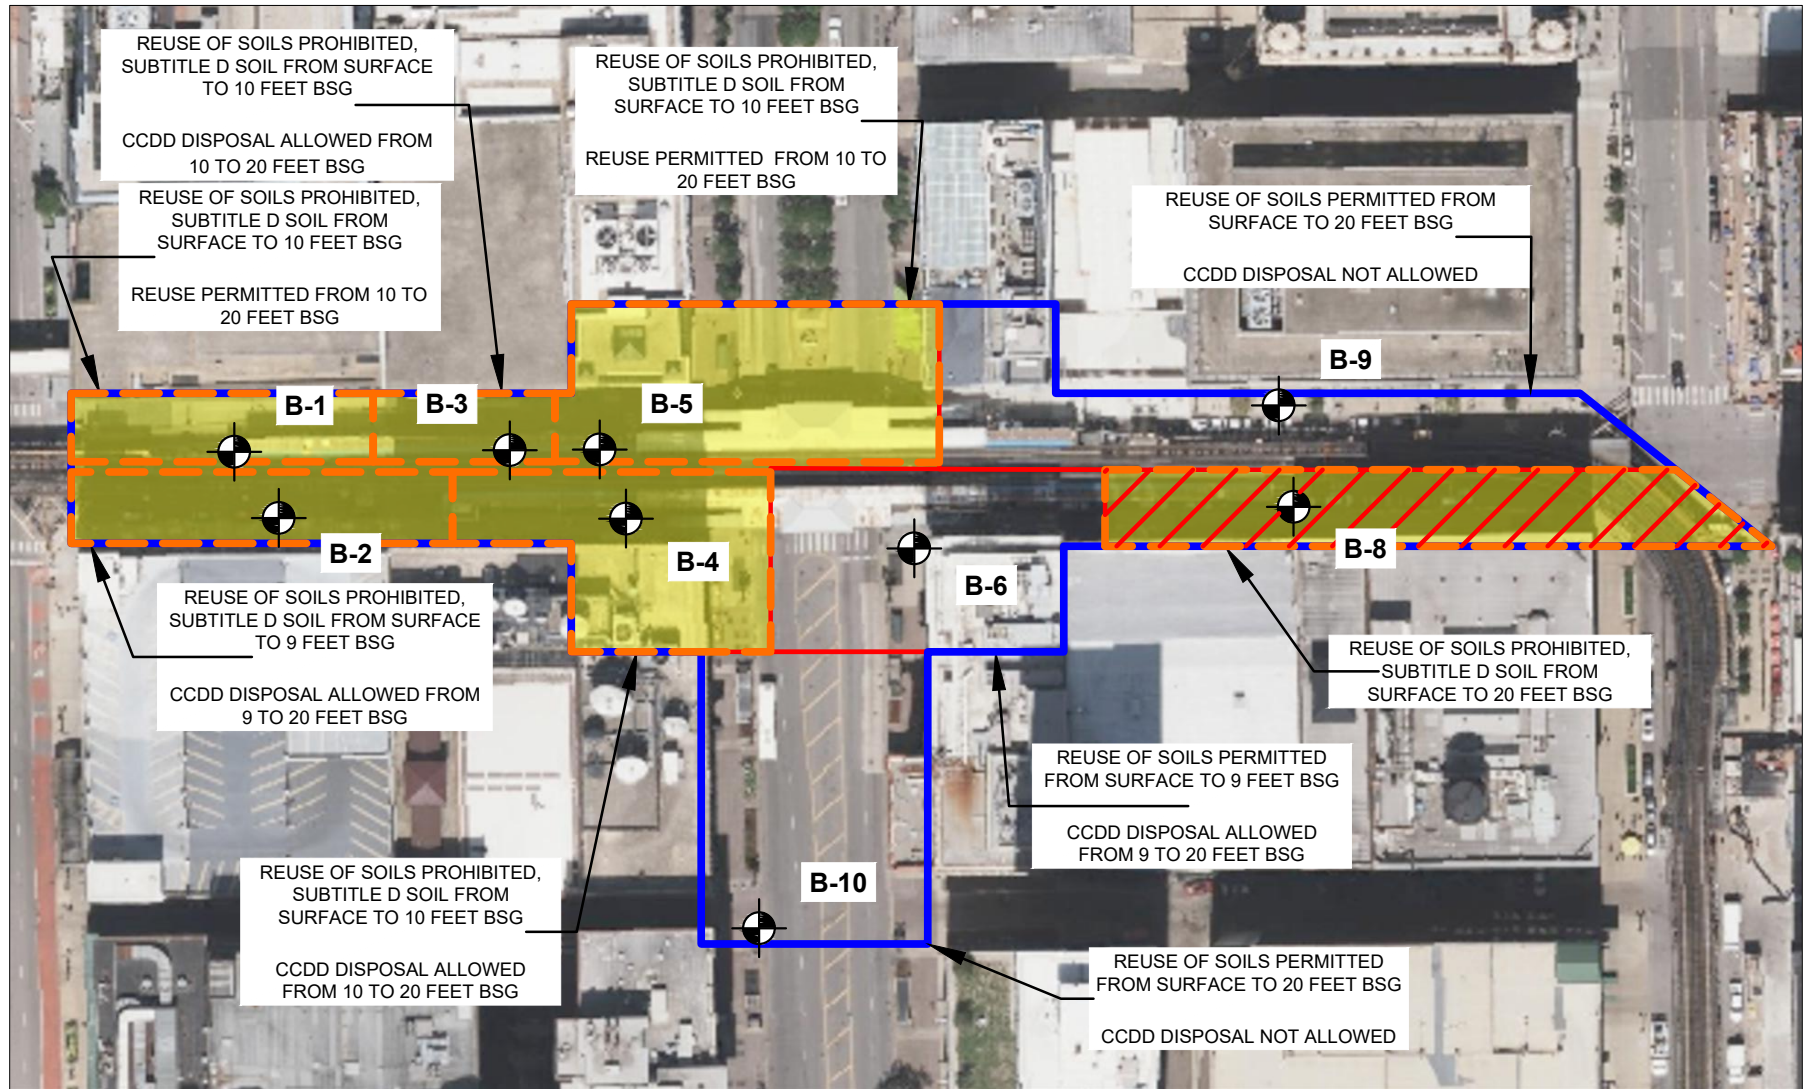 REUSE OF SOILS PROHIBITED,
SUBTITLE D SOIL FROM SURFACE
TO 10 FEET BSG
CCDD DISPOSAL ALLOWED FROM
10 TO 20 FEET BSG
REUSE OF SOILS PROHIBITED,
SUBTITLE D SOIL FROM
SURFACE TO 10 FEET BSG
REUSE PERMITTED FROM 10 TO
20 FEET BSG
REUSE OF SOILS PROHIBITED,
SUBTITLE D SOIL FROM
SURFACE TO 10 FEET BSG
REUSE PERMITTED FROM 10 TO
20 FEET BSG
REUSE OF SOILS PERMITTED FROM
SURFACE TO 20 FEET BSG
CCDD DISPOSAL NOT ALLOWED
B-9
B-1
B-3
B-5
B-2
B-4
B-6
B-8
REUSE OF SOILS PROHIBITED,
SUBTITLE D SOIL FROM SURFACE
TO 9 FEET BSG
CCDD DISPOSAL ALLOWED FROM
9 TO 20 FEET BSG
REUSE OF SOILS PROHIBITED,
SUBTITLE D SOIL FROM
SURFACE TO 20 FEET BSG
REUSE OF SOILS PERMITTED
FROM SURFACE TO 9 FEET BSG
CCDD DISPOSAL ALLOWED
FROM 9 TO 20 FEET BSG
REUSE OF SOILS PROHIBITED,
SUBTITLE D SOIL FROM
SURFACE TO 10 FEET BSG
CCDD DISPOSAL ALLOWED
FROM 10 TO 20 FEET BSG
B-10
REUSE OF SOILS PERMITTED
FROM SURFACE TO 20 FEET BSG
CCDD DISPOSAL NOT ALLOWED